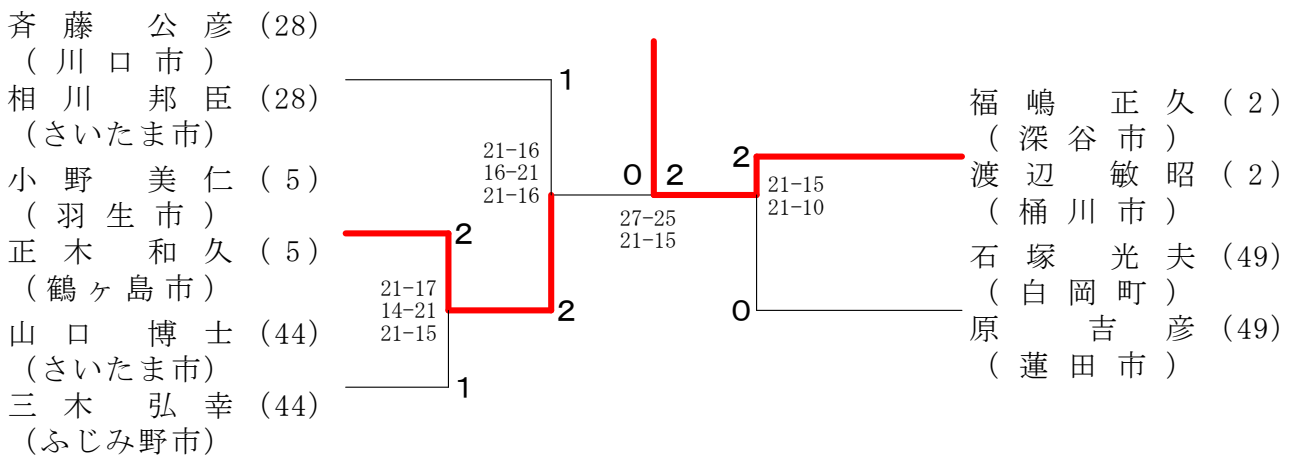 斉藤 公彦 (28)
(川口市)
相川 邦臣 (28)
(さいたま市)
小野 美仁 (5)
(羽生市)
正木 和久 (5)
(鶴ヶ島市)
山口 博士 (44)
(さいたま市)
三木 弘幸 (44)
(ふじみ野市)
1
21-16
16-21
21-16
2
21-17
14-21
21-15
2
1
0 2
27-25
21-15
2
21-15
21-10
0
福嶋 正久 (2)
(深谷市)
渡辺 敏昭 (2)
(桶川市)
石塚 光夫 (49)
(白岡町)
原 吉彦 (49)
(蓮田市)